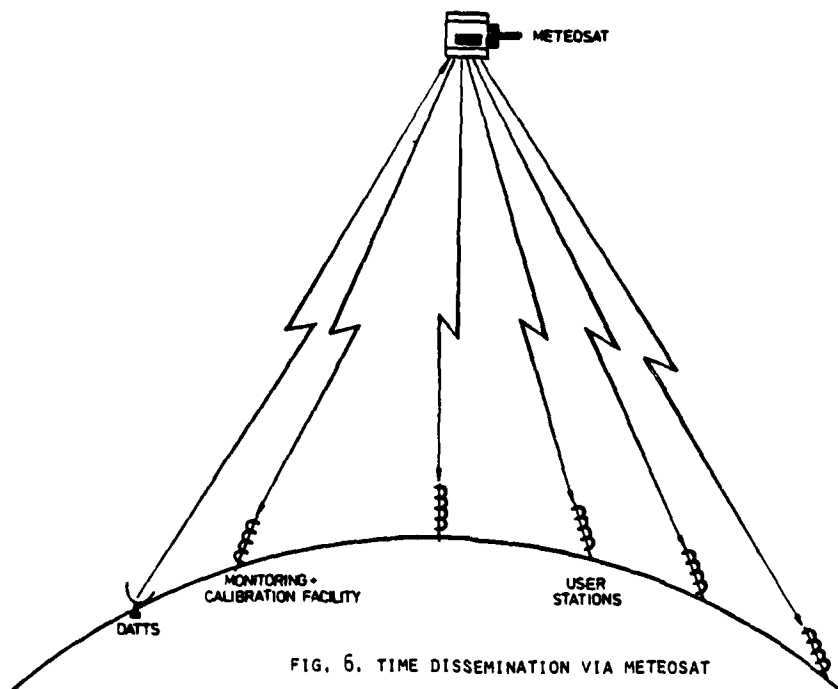 METEOSAT
MONITORING +
CALIBRATION FACILITY
USER
STATIONS
DATTS
FIG. 6. TIME DISSEMINATION VIA METEOSAT